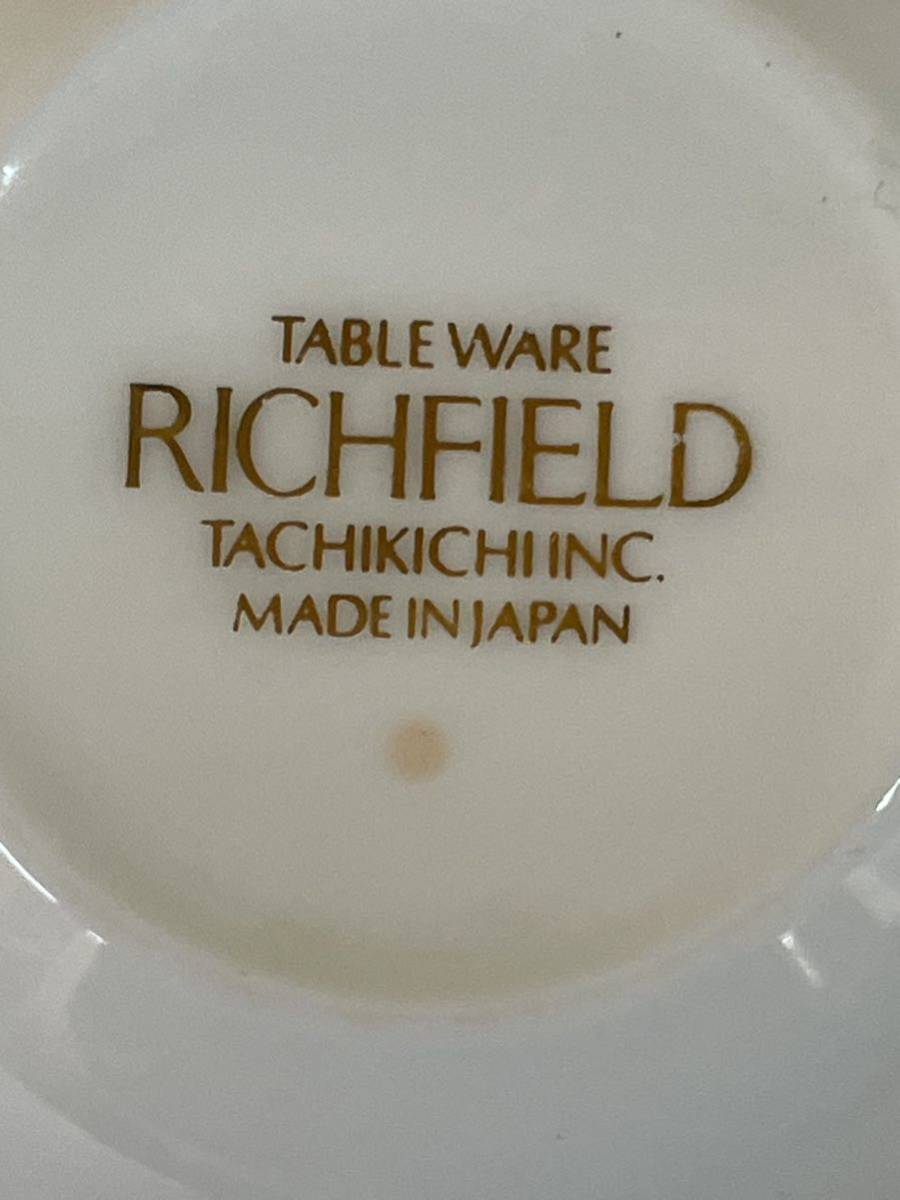 TABLE WARE
RICHFIELD
TACHIKICHI INC.
MADE IN JAPAN